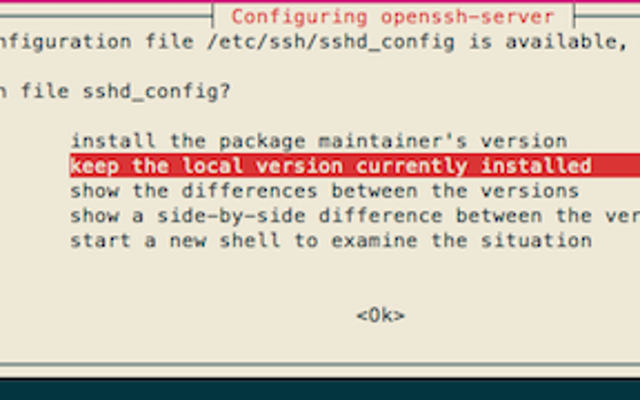 Configuring openssh-server
nfiguration file /etc/ssh/sshd_config is available,
n file sshd_config?
install the package maintainer's version
keep the local version currently installed
show the differences between the versions
show a side-by-side difference between the ver
start a new shell to examine the situation
<Ok>